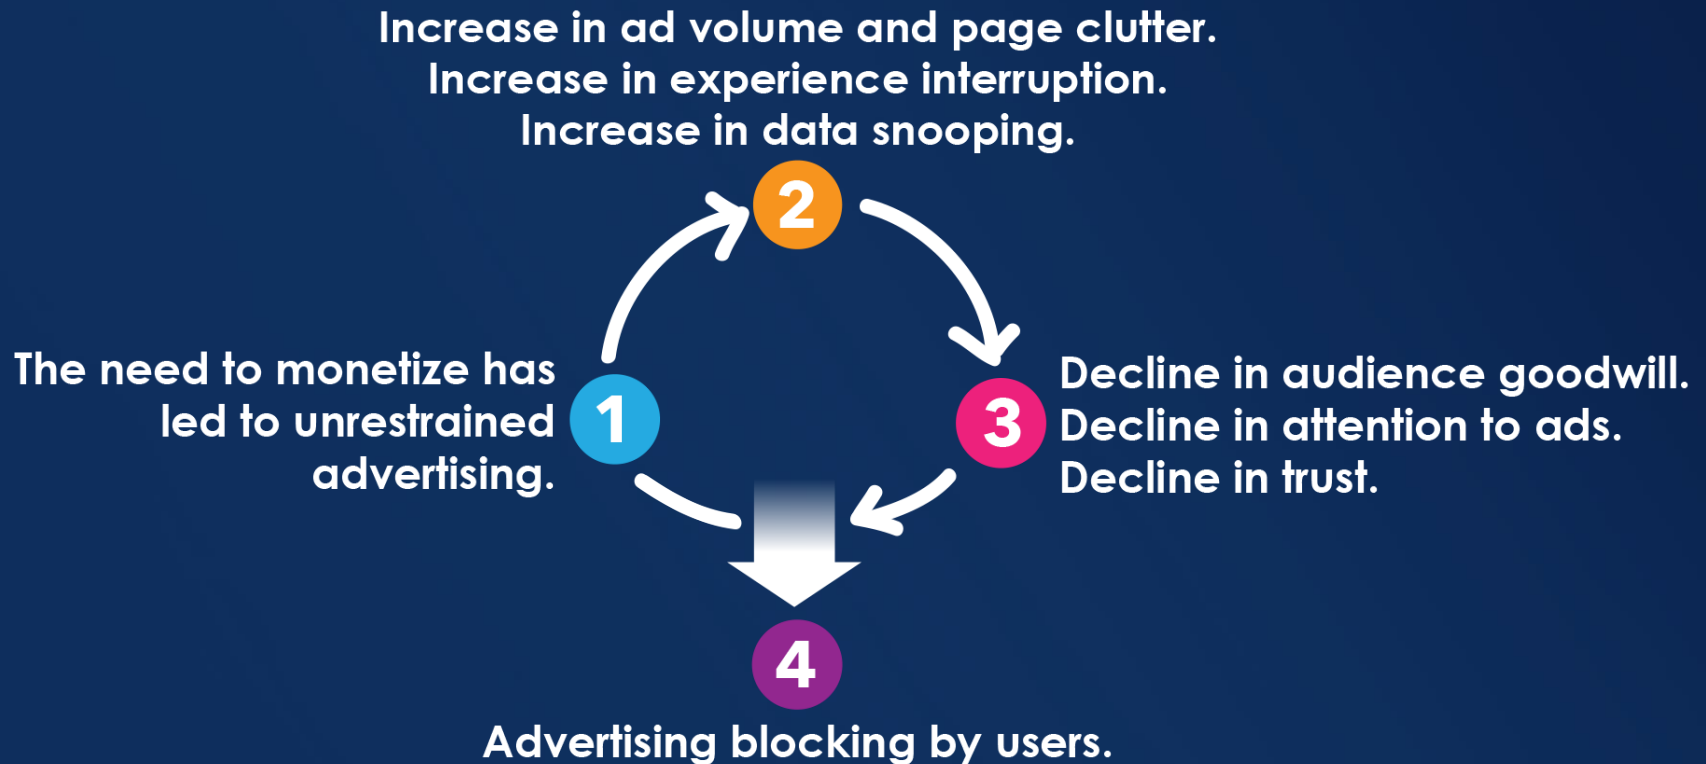 Increase in ad volume and page clutter.
Increase in experience interruption.
Increase in data snooping.
2
The need to monetize has
led to unrestrained
advertising.
1
3
Decline in audience goodwill.
Decline in attention to ads.
Decline in trust.
4
Advertising blocking by users.